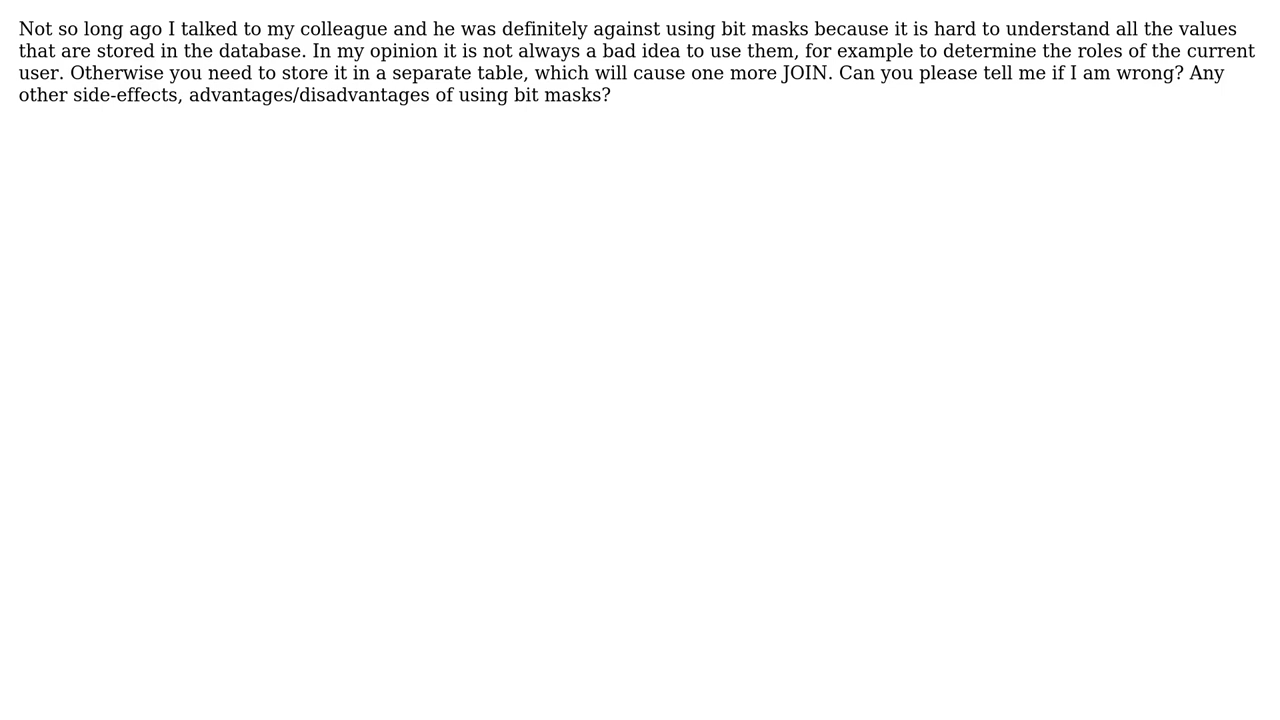 Not so long ago I talked to my colleague and he was definitely against using bit masks because it is hard to understand all the values
that are stored in the database. In my opinion it is not always a bad idea to use them, for example to determine the roles of the current
user. Otherwise you need to store it in a separate table, which will cause one more JOIN. Can you please tell me if I am wrong? Any
other side-effects, advantages/disadvantages of using bit masks?